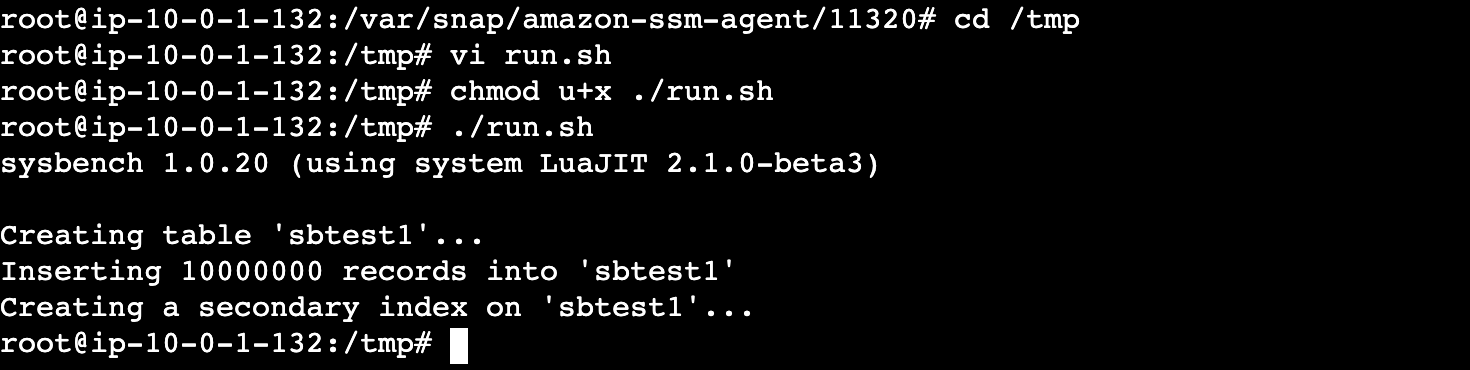 root@ip-10-0-1-132:/var/snap/amazon-ssm-agent/11320# cd /tmp
root@ip-10-0-1-132:/tmp# vi run.sh
root@ip-10-0-1-132:/tmp# chmod u+x ./run.sh
root@ip-10-0-1-132:/tmp# ./run.sh
sysbench 1.0.20 (using system LuaJIT 2.1.0-beta3)
Creating table 'sbtest1'...
Inserting 10000000 records into 'sbtest1'
Creating a secondary index on 'sbtest1'...
root@ip-10-0-1-132:/tmp#